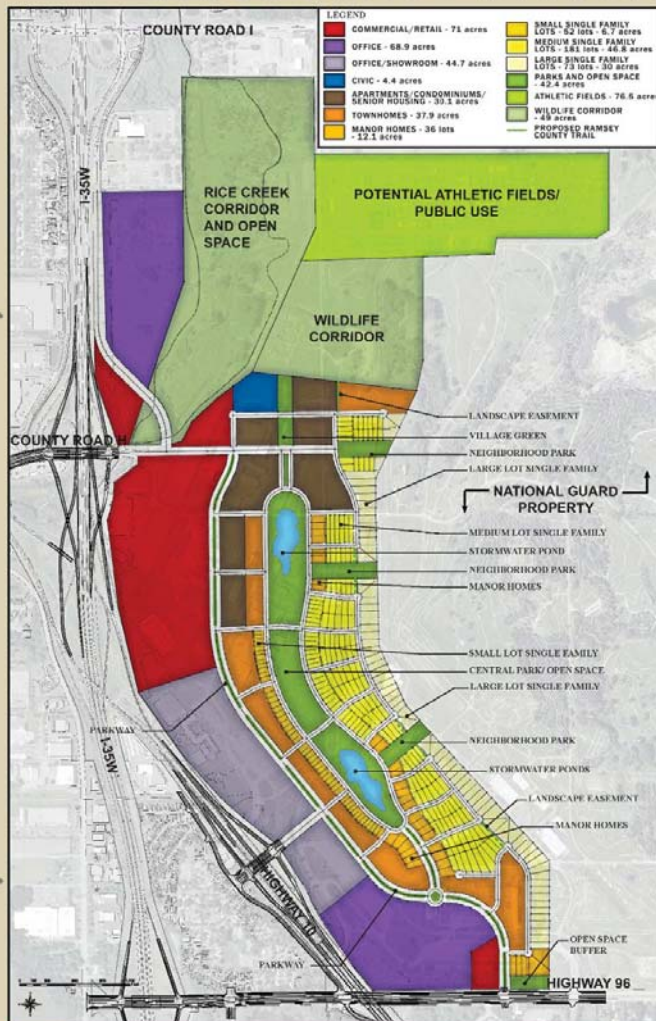 LEGEND
COMMERCIAL/RETAIL - 71 acres
OFFICE - 68.9 acres
OFFICE/SHOWROOM - 44.7 acres
CIVIC - 4.4 acres
APARTMENTS/CONDOMINIUMS/
SENIOR HOUSING - 30.1 acres
TOWNHOMES - 37.9 acres
MANOR HOMES - 36 lots
- 12.1 acres
SMALL SINGLE FAMILY
LOTS - 52 lots - 6.7 acres
MEDIUM SINGLE FAMILY
LOTS - 181 lots - 46.8 acres
LARGE SINGLE FAMILY
LOTS - 73 lots - 30 acres
PARKS AND OPEN SPACE
- 42.4 acres
ATHLETIC FIELDS - 76.5 acres
WILDLIFE CORRIDOR
- 49 acres
PROPOSED RAMSEY
COUNTY TRAIL
COUNTY ROAD I
I-35W
RICE CREEK
CORRIDOR
AND OPEN
SPACE
POTENTIAL ATHLETIC FIELDS/
PUBLIC USE
WILDLIFE
CORRIDOR
LANDSCAPE EASEMENT
VILLAGE GREEN
COUNTY ROAD H
NEIGHBORHOOD PARK
LARGE LOT SINGLE FAMILY
NATIONAL GUARD
PROPERTY
MEDIUM LOT SINGLE FAMILY
STORMWATER POND
NEIGHBORHOOD PARK
MANOR HOMES
SMALL LOT SINGLE FAMILY
CENTRAL PARK/ OPEN SPACE
LARGE LOT SINGLE FAMILY
PARKWAY
I-35W
NEIGHBORHOOD PARK
STORMWATER PONDS
LANDSCAPE EASEMENT
MANOR HOMES
HIGHWAY 10
OPEN SPACE
BUFFER
PARKWAY
HIGHWAY 96